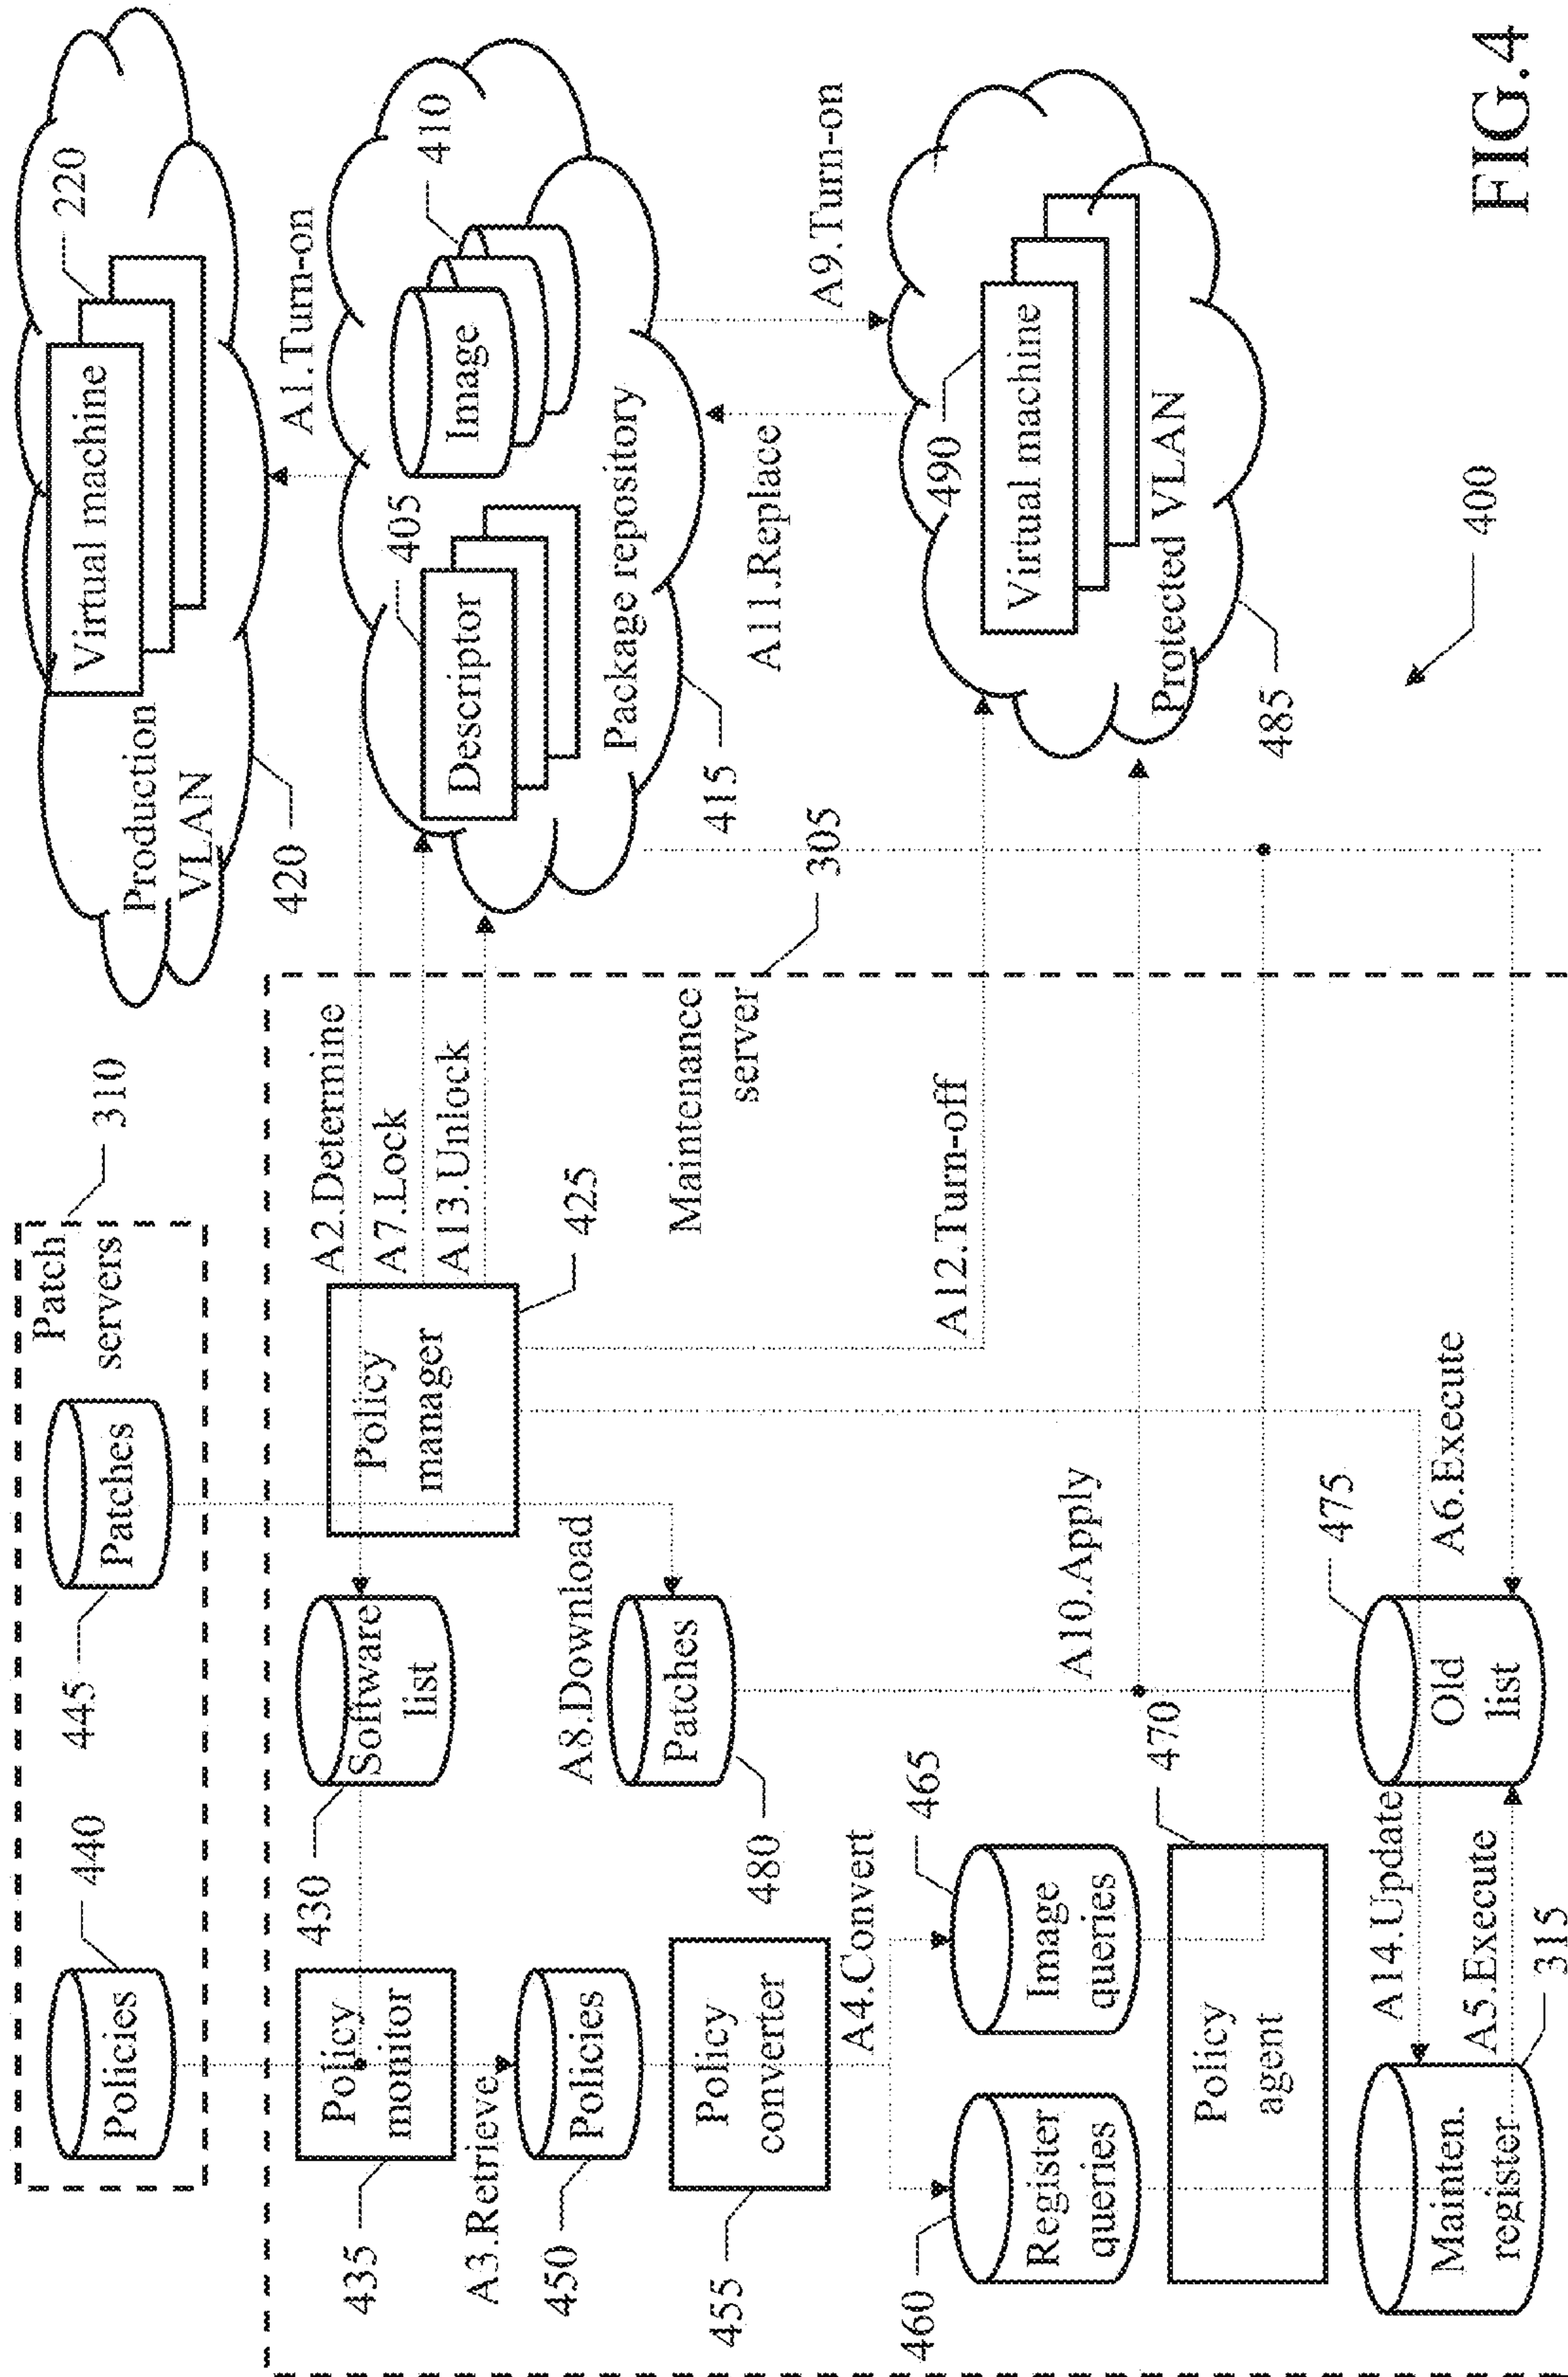 Patch
servers
310
Policies
440
Patches
445
Production
VLAN
420
Virtual machine
220
A1.Turn-on
Policy
monitor
435
Software
list
430
Policy
manager
425
A2.Determine
A7.Lock
A13.Unlock
Descriptor
405
Image
410
Package repository
415
A3.Retrieve
Policies
450
A8.Download
Patches
480
Maintenance
server
305
A11.Replace
A9.Turn-on
Policy
converter
455
A4.Convert
Register
queries
460
Image
queries
465
A12.Turn-off
A10.Apply
Virtual machine
490
Protected VLAN
485
Policy
agent
470
Mainten.
register
315
A14.Update
A5.Execute
Old
list
475
A6.Execute
400
FIG.4